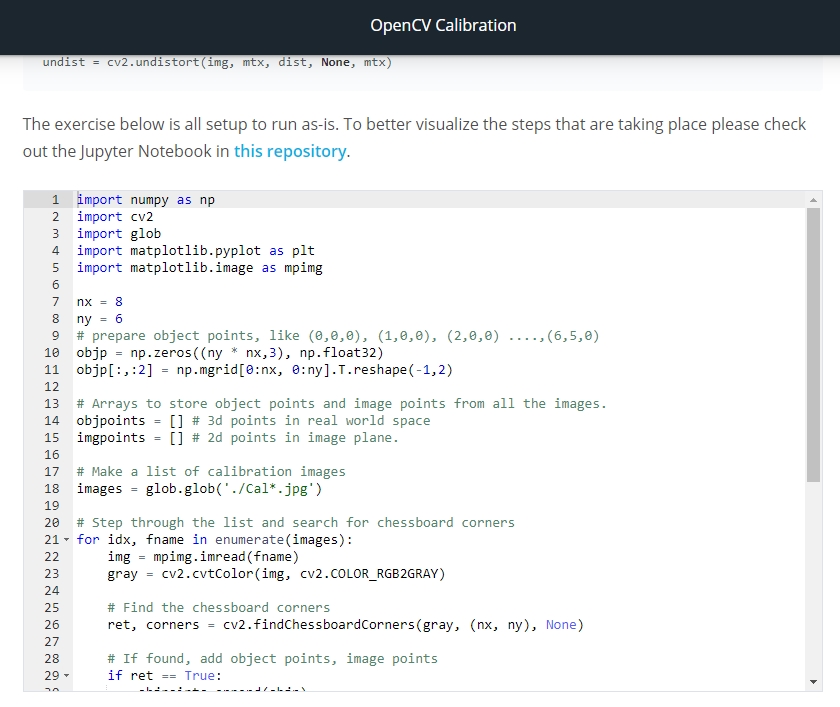 OpenCV Calibration
undist = cv2.undistort(img, mtx, dist, None, mtx)
The exercise below is all setup to run as-is. To better visualize the steps that are taking place please check
out the Jupyter Notebook in this repository.
1 import numpy as np
2 import cv2
3 import glob
4 import matplotlib.pyplot as plt
5 import matplotlib.image as mpimg
6
7 nx = 8
8 ny = 6
9 # prepare object points, like (0,0,0), (1,0,0), (2,0,0) ....,(6,5,0)
10 objp = np.zeros((ny * nx,3), np.float32)
11 objp[:,:2] = np.mgrid[0:nx, 0:ny].T.reshape(-1,2)
12
13 # Arrays to store object points and image points from all the images.
14 objpoints = [] # 3d points in real world space
15 imgpoints = [] # 2d points in image plane.
16
17 # Make a list of calibration images
18 images = glob.glob('./Cal*.jpg')
19
20 # Step through the list and search for chessboard corners
21 for idx, fname in enumerate(images):
22 img = mpimg.imread(fname)
23 gray = cv2.cvtColor(img, cv2.COLOR_RGB2GRAY)
24
25 # Find the chessboard corners
26 ret, corners = cv2.findChessboardCorners(gray, (nx, ny), None)
27
28 # If found, add object points, image points
29 if ret == True: